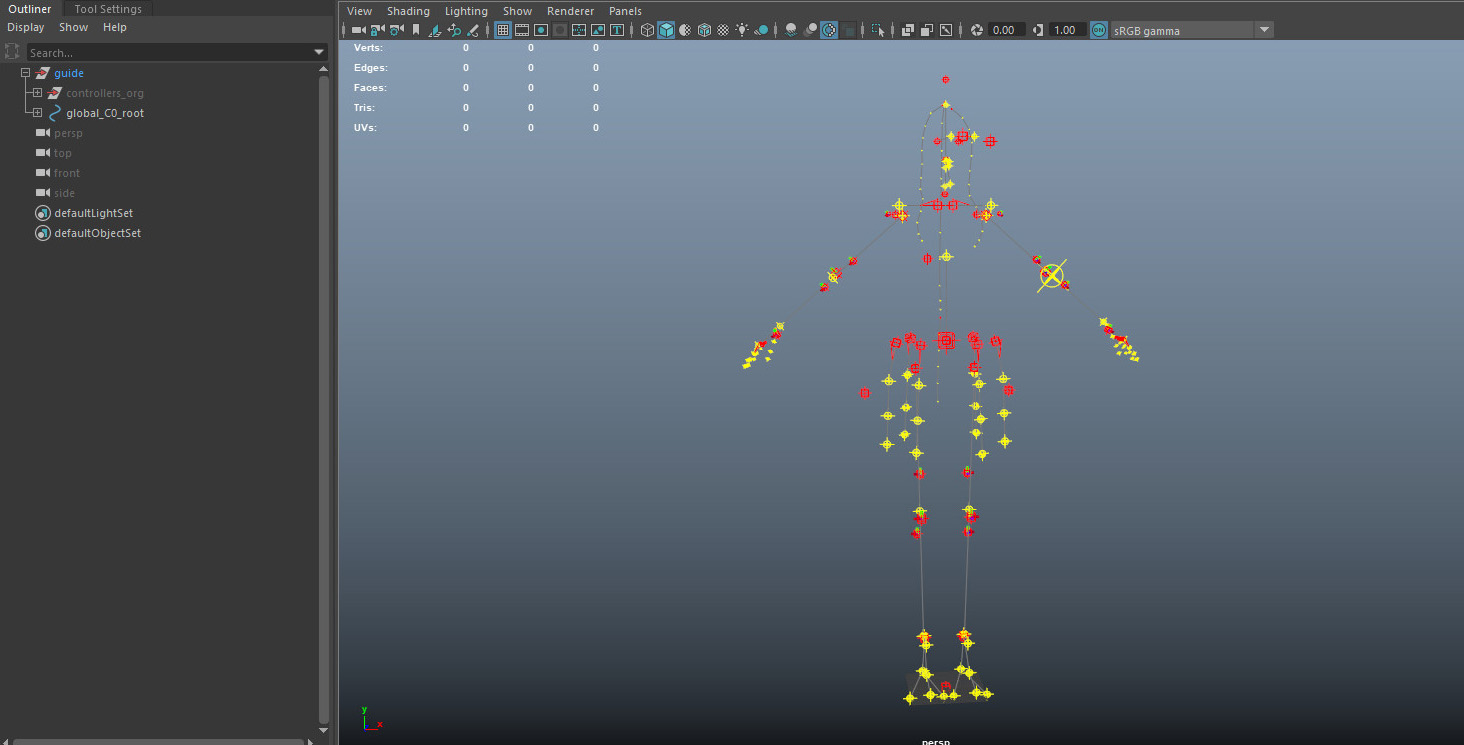 Outliner Tool Settings
Display Show Help
Search...
guide
controllers_org
global_C0_root
persp
top
front
side
defaultLightSet
defaultObjectSet
View Shading Lighting Show Renderer Panels
0.00 1.00 ON sRGB gamma
Verts: 0 0 0
Edges: 0 0 0
Faces: 0 0 0
Tris: 0 0 0
UVs: 0 0 0
y
x
persp